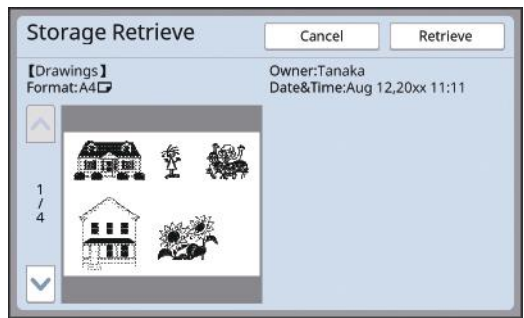 Storage Retrieve
Cancel
Retrieve
【Drawings】
Format:A4
Owner:Tanaka
Date&Time:Aug 12,20xx 11:11
1
/
4